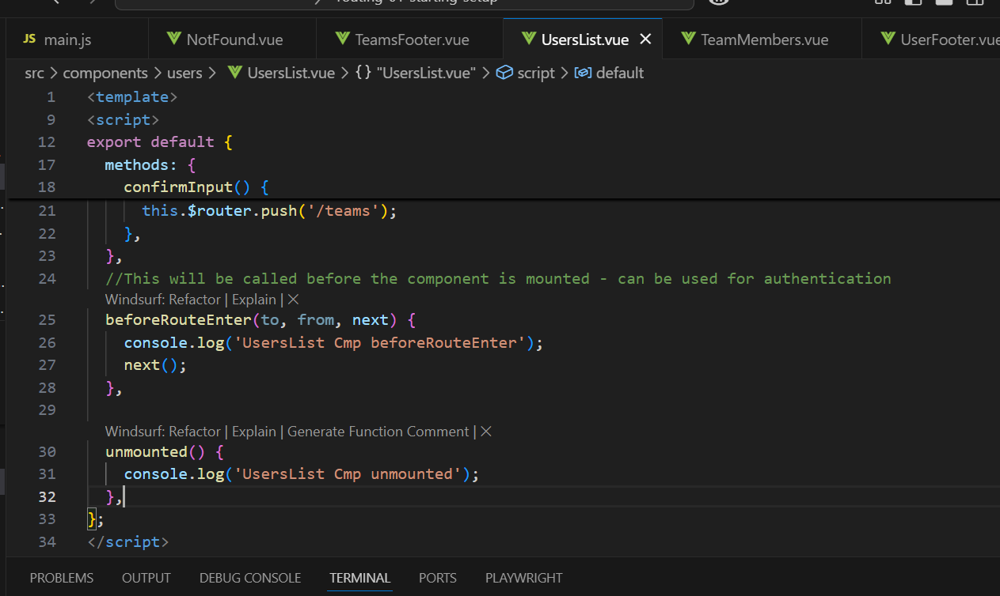 JS main.js NotFound.vue TeamsFooter.vue UsersList.vue TeamMembers.vue UserFooter.vue
src > components > users > UsersList.vue > {} "UsersList.vue" > script > default
1 <template>
9 <script>
12 export default {
17 methods: {
18 confirmInput() {
21 this.$router.push('/teams');
22 },
23 },
24 //This will be called before the component is mounted - can be used for authentication
Windsurf: Refactor | Explain | ×
25 beforeRouteEnter(to, from, next) {
26 console.log('UsersList Cmp beforeRouteEnter');
27 next();
28 },
29
Windsurf: Refactor | Explain | Generate Function Comment | ×
30 unmounted() {
31 console.log('UsersList Cmp unmounted');
32 },
33 };
34 </script>
PROBLEMS OUTPUT DEBUG CONSOLE TERMINAL PORTS PLAYWRIGHT